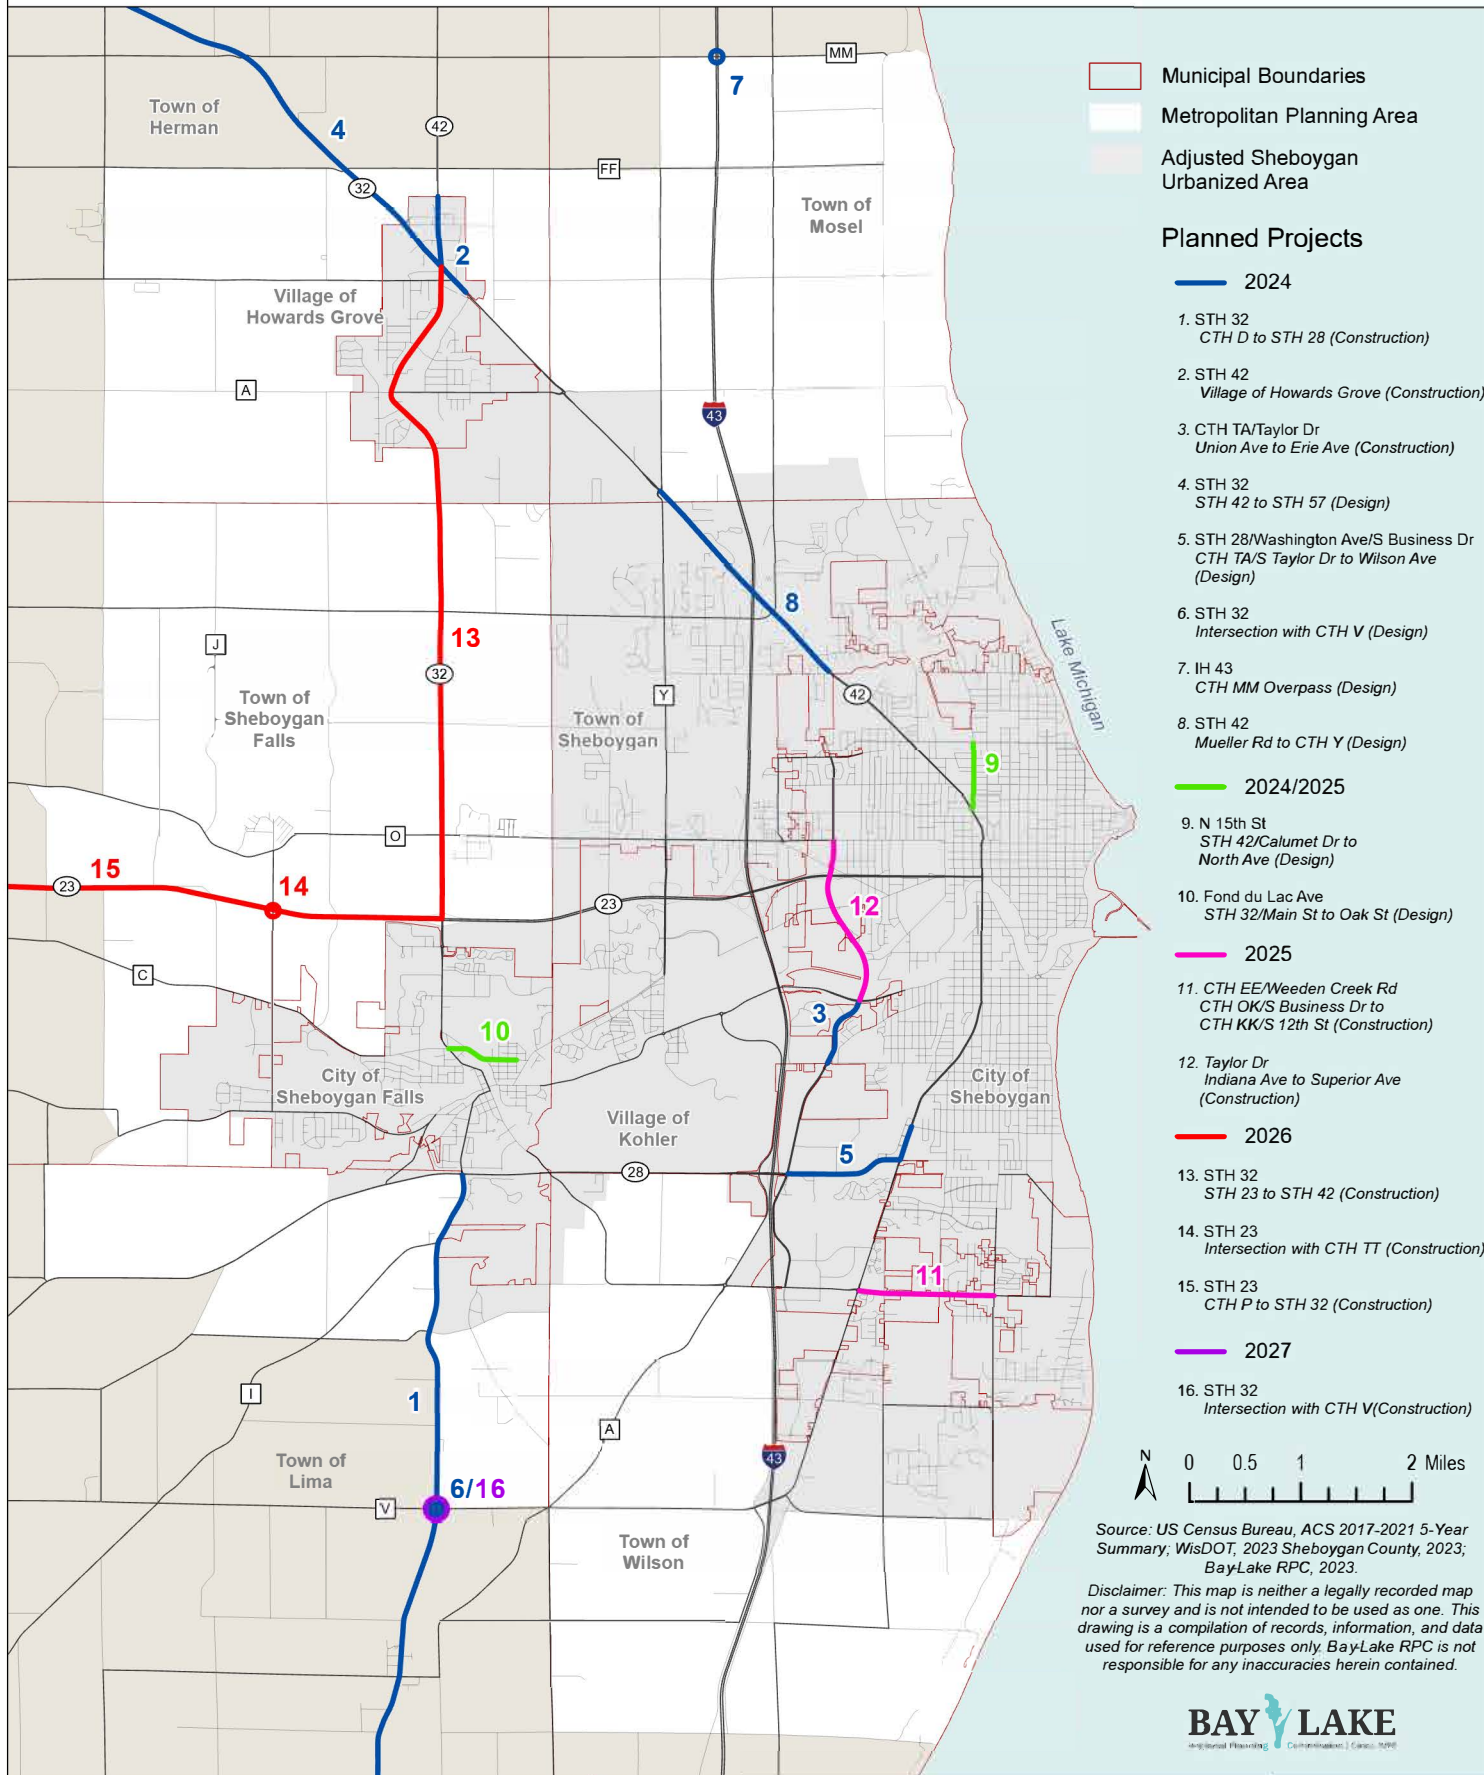 MM
7
Town of
Herman
4
42
32
FF
Town of
Mosel
2
Village of
Howards Grove
A
43
8
13
J
32
Town of
Sheboygan
Falls
Town of
Sheboygan
Y
42
Lake Michigan
9
O
15
23
14
23
12
C
3
10
City of
Sheboygan Falls
City of
Sheboygan
Village of
Kohler
5
28
11
I
1
A
43
Town of
Lima
6/16
V
Town of
Wilson
Municipal Boundaries
Metropolitan Planning Area
Adjusted Sheboygan
Urbanized Area
Planned Projects
2024
1. STH 32
CTH D to STH 28 (Construction)
2. STH 42
Village of Howards Grove (Construction)
3. CTH TA/Taylor Dr
Union Ave to Erie Ave (Construction)
4. STH 32
STH 42 to STH 57 (Design)
5. STH 28/Washington Ave/S Business Dr
CTH TA/S Taylor Dr to Wilson Ave
(Design)
6. STH 32
Intersection with CTH V (Design)
7. IH 43
CTH MM Overpass (Design)
8. STH 42
Mueller Rd to CTH Y (Design)
2024/2025
9. N 15th St
STH 42/Calumet Dr to
North Ave (Design)
10. Fond du Lac Ave
STH 32/Main St to Oak St (Design)
2025
11. CTH EE/Weeden Creek Rd
CTH OK/S Business Dr to
CTH KK/S 12th St (Construction)
12. Taylor Dr
Indiana Ave to Superior Ave
(Construction)
2026
13. STH 32
STH 23 to STH 42 (Construction)
14. STH 23
Intersection with CTH TT (Construction)
15. STH 23
CTH P to STH 32 (Construction)
2027
16. STH 32
Intersection with CTH V(Construction)
N
0 0.5 1 2 Miles
Source: US Census Bureau, ACS 2017-2021 5-Year
Summary; WisDOT, 2023 Sheboygan County, 2023;
Bay-Lake RPC, 2023.
Disclaimer: This map is neither a legally recorded map
nor a survey and is not intended to be used as one. This
drawing is a compilation of records, information, and data
used for reference purposes only. Bay-Lake RPC is not
responsible for any inaccuracies herein contained.
BAY LAKE